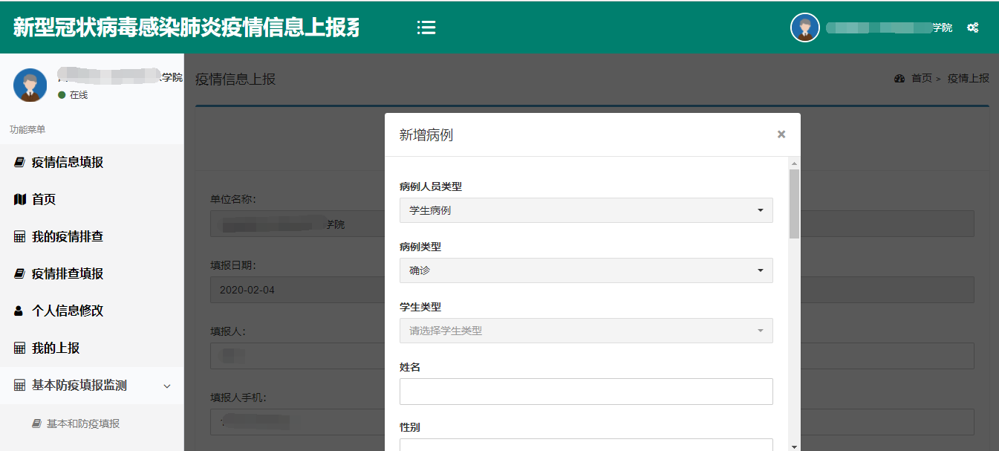 新型冠状病毒感染肺炎疫情信息上报系
学院
学院
在线
功能菜单
疫情信息填报
首页
我的疫情排查
疫情排查填报
个人信息修改
我的上报
基本防疫填报监测
基本和防疫填报
疫情信息上报
首页 > 疫情上报
单位名称:
学院
填报日期:
2020-02-04
填报人:
填报人手机:
新增病例
×
病例人员类型
学生病例
病例类型
确诊
学生类型
请选择学生类型
姓名
性别